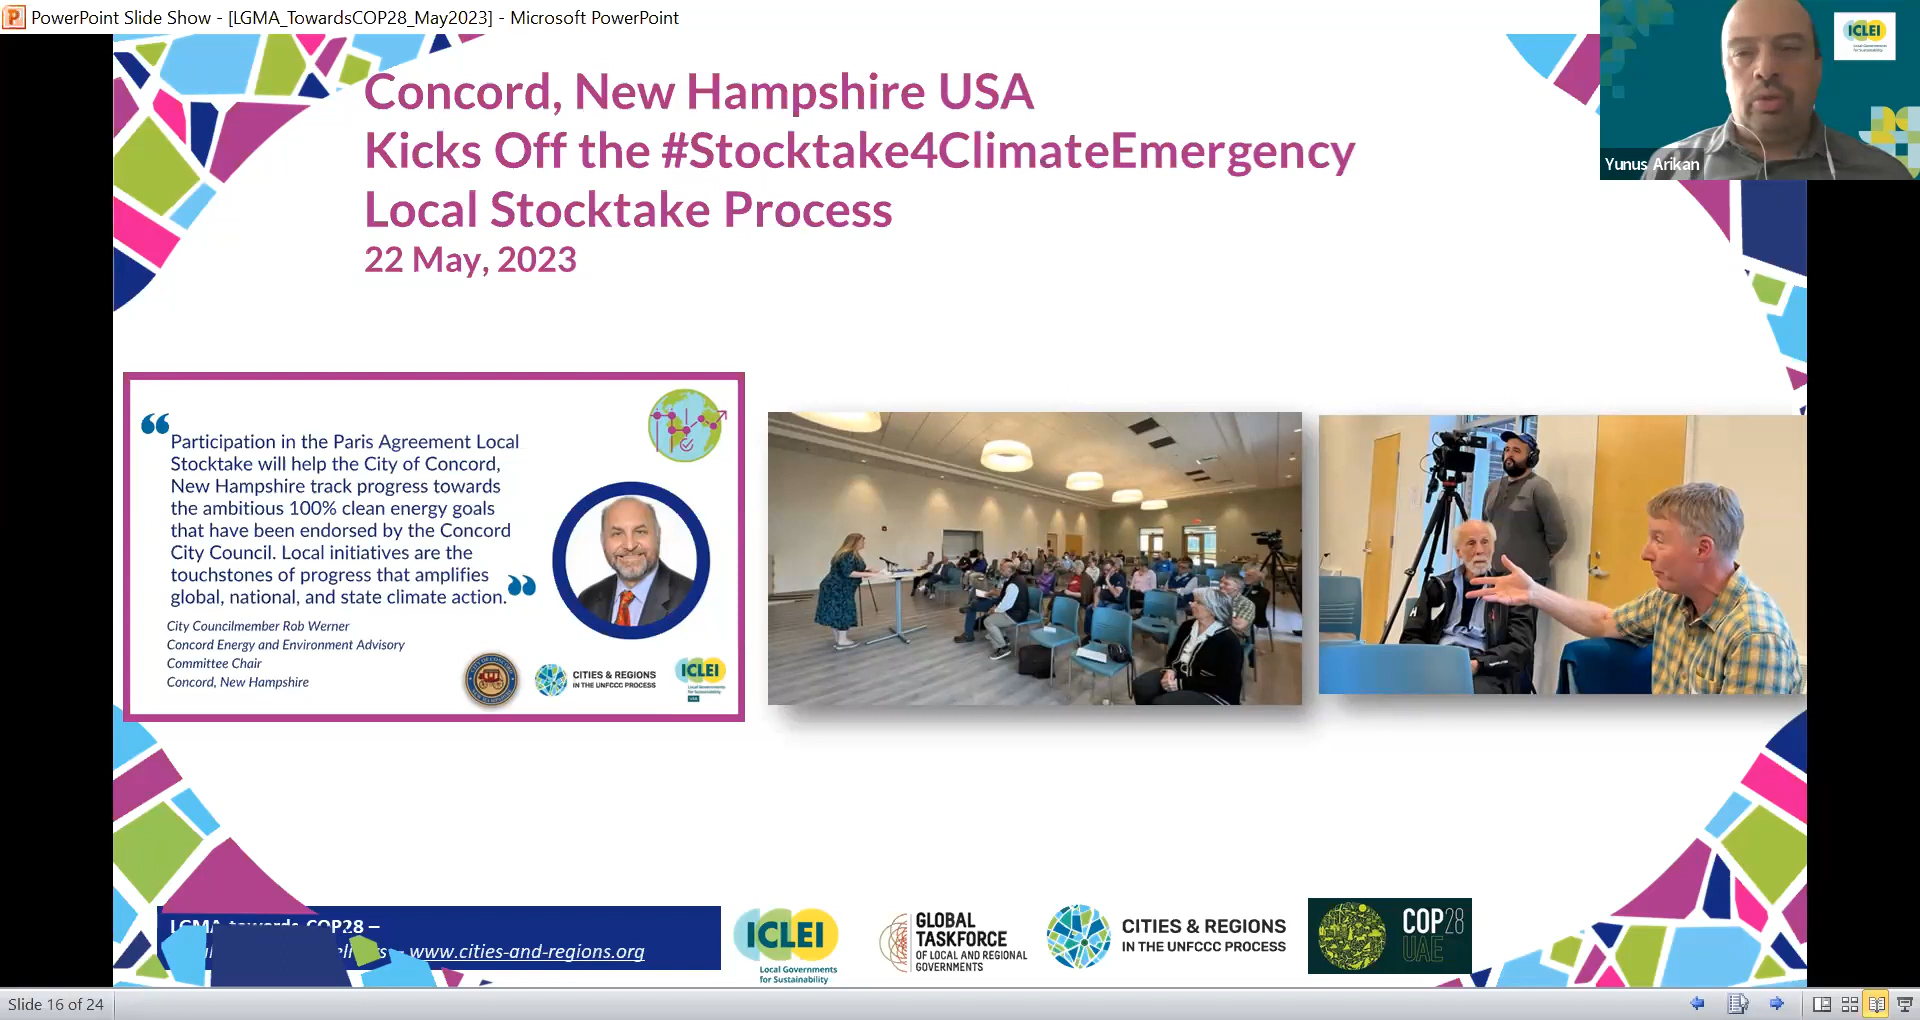 PowerPoint Slide Show - [LGMA_TowardsCOP28_May2023] - Microsoft PowerPoint
ICLEI
Local Governments
for Sustainability
Yunus Arikan
Concord, New Hampshire USA
Kicks Off the #Stocktake4ClimateEmergency
Local Stocktake Process
22 May, 2023
“
Participation in the Paris Agreement Local
Stocktake will help the City of Concord,
New Hampshire track progress towards
the ambitious 100% clean energy goals
that have been endorsed by the Concord
City Council. Local initiatives are the
touchstones of progress that amplifies
global, national, and state climate action.
”
City Councilmember Rob Werner
Concord Energy and Environment Advisory
Committee Chair
Concord, New Hampshire
CITIES & REGIONS
IN THE UNFCCC PROCESS
ICLEI
Local Governments
for Sustainability
USA
LGMA towards COP28 –
www.cities-and-regions.org
ICLEI
Local Governments
for Sustainability
GLOBAL
TASKFORCE
OF LOCAL AND REGIONAL
GOVERNMENTS
CITIES & REGIONS
IN THE UNFCCC PROCESS
COP28
UAE
Slide 16 of 24